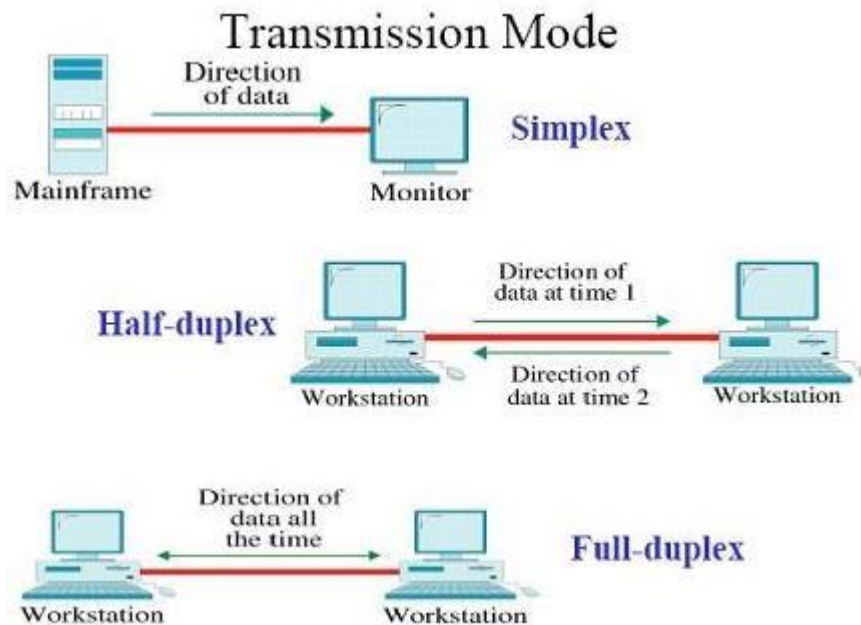 Transmission Mode
Direction
of data
Simplex
Mainframe
Monitor
Direction of
data at time 1
Half-duplex
Direction of
data at time 2
Workstation
Workstation
Direction of
data all
the time
Full-duplex
Workstation
Workstation